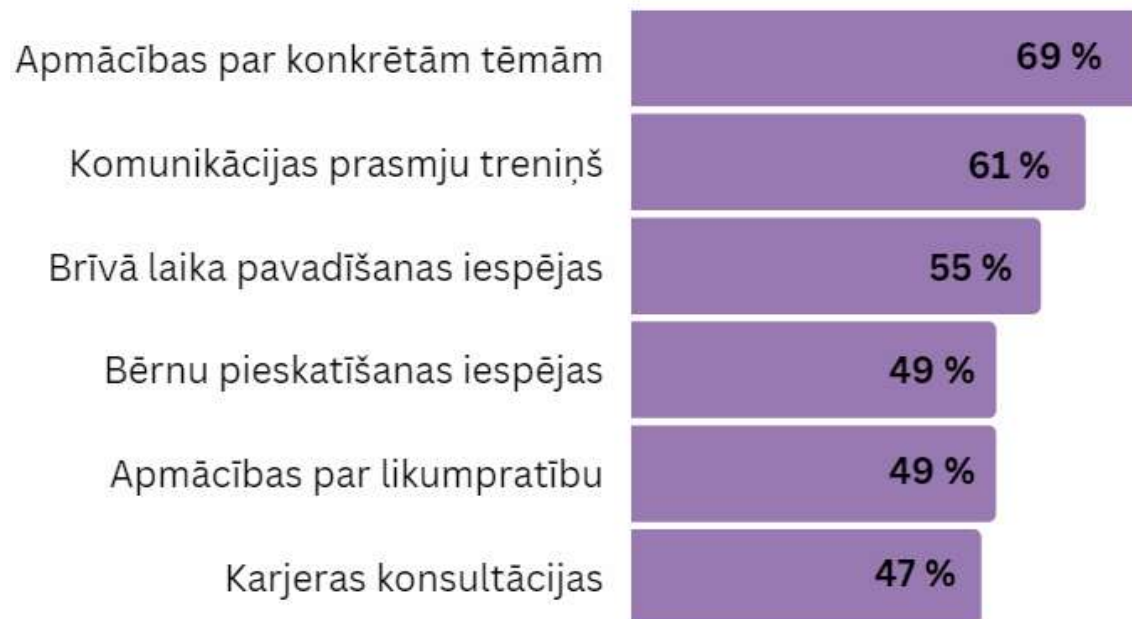 Apmācības par konkrētām tēmām 69 %
Komunikācijas prasmju treniņš 61 %
Brīvā laika pavadīšanas iespējas 55 %
Bērnu pieskatīšanas iespējas 49 %
Apmācības par likumpratību 49 %
Karjeras konsultācijas 47 %